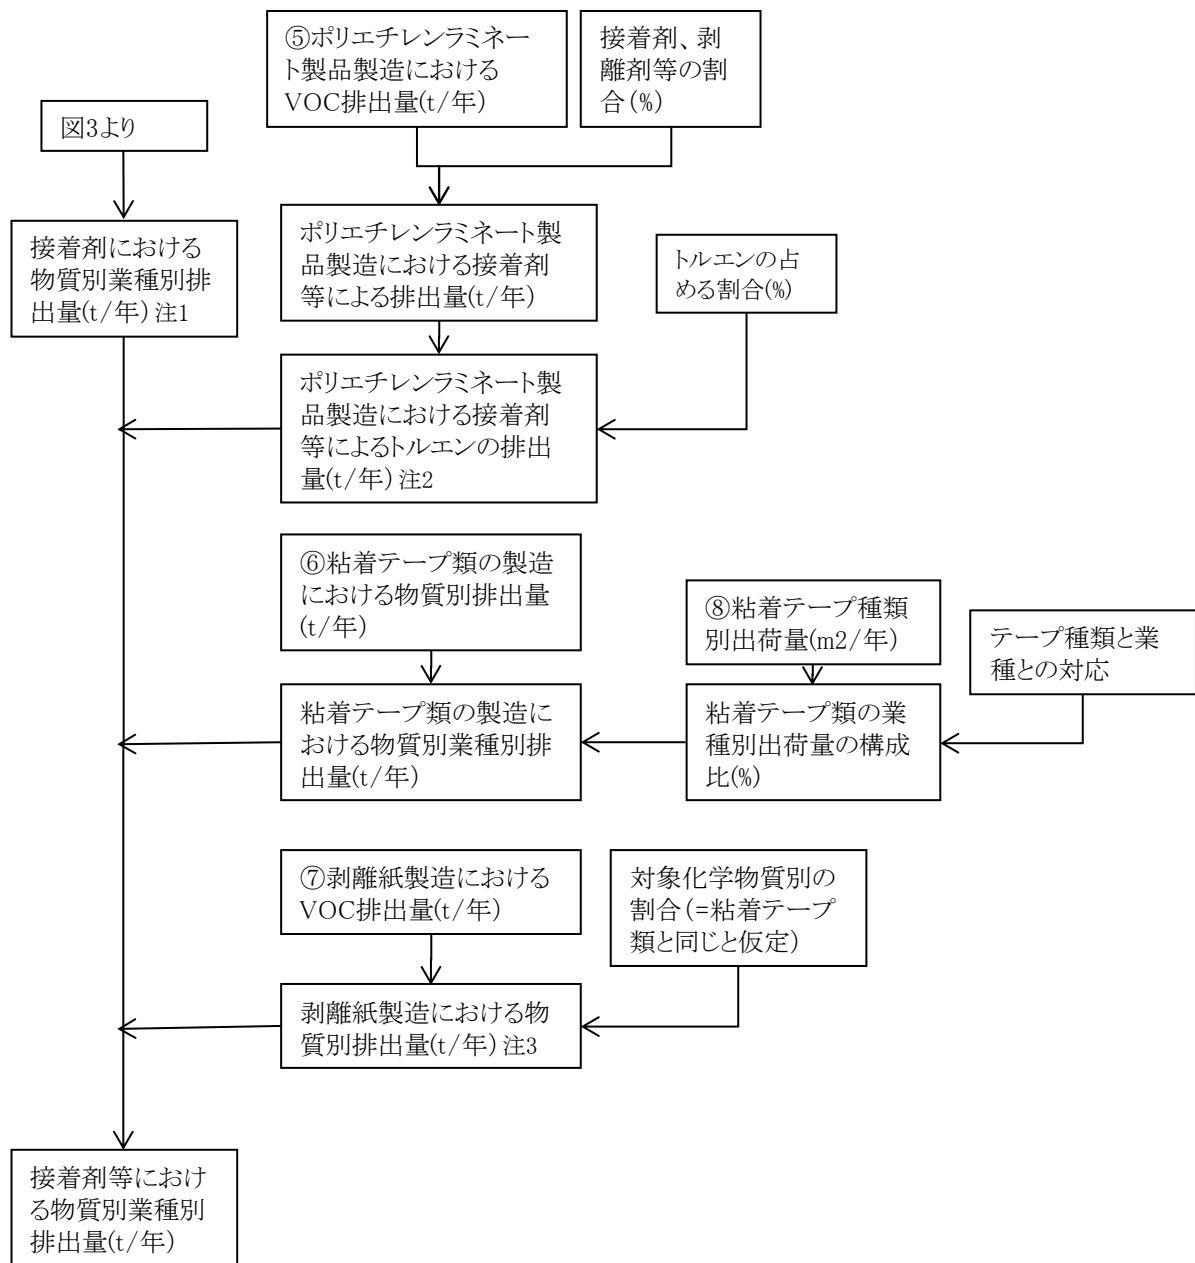 ⑤ポリエチレンラミネー
ト製品製造における
VOC排出量(t/年)
接着剤、剥
離剤等の割
合(%)
図3より
接着剤における
物質別業種別排
出量(t/年)注1
ポリエチレンラミネート製
品製造における接着剤
等による排出量(t/年)
トルエンの占
める割合(%)
ポリエチレンラミネート製
品製造における接着剤
等によるトルエンの排出
量(t/年)注2
⑥粘着テープ類の製造
における物質別排出量
(t/年)
⑧粘着テープ種類
別出荷量(m2/年)
テープ種類と業
種との対応
粘着テープ類の製造に
おける物質別業種別排
出量(t/年)
粘着テープ類の業
種別出荷量の構成
比(%)
⑦剥離紙製造における
VOC排出量(t/年)
対象化学物質別の
割合(=粘着テープ
類と同じと仮定)
剥離紙製造における物
質別排出量(t/年)注3
接着剤等におけ
る物質別業種別
排出量(t/年)